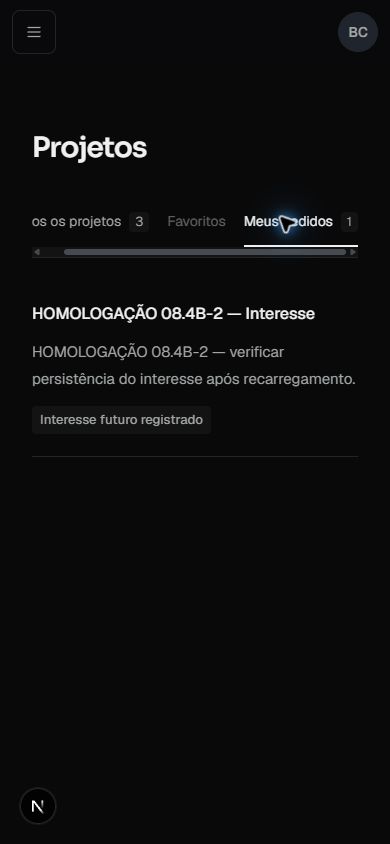 BC
Projetos
os os projetos 3 Favoritos Meus didos 1
HOMOLOGAÇÃO 08.4B-2 — Interesse
HOMOLOGAÇÃO 08.4B-2 — verificar
persistência do interesse após recarregamento.
Interesse futuro registrado
N